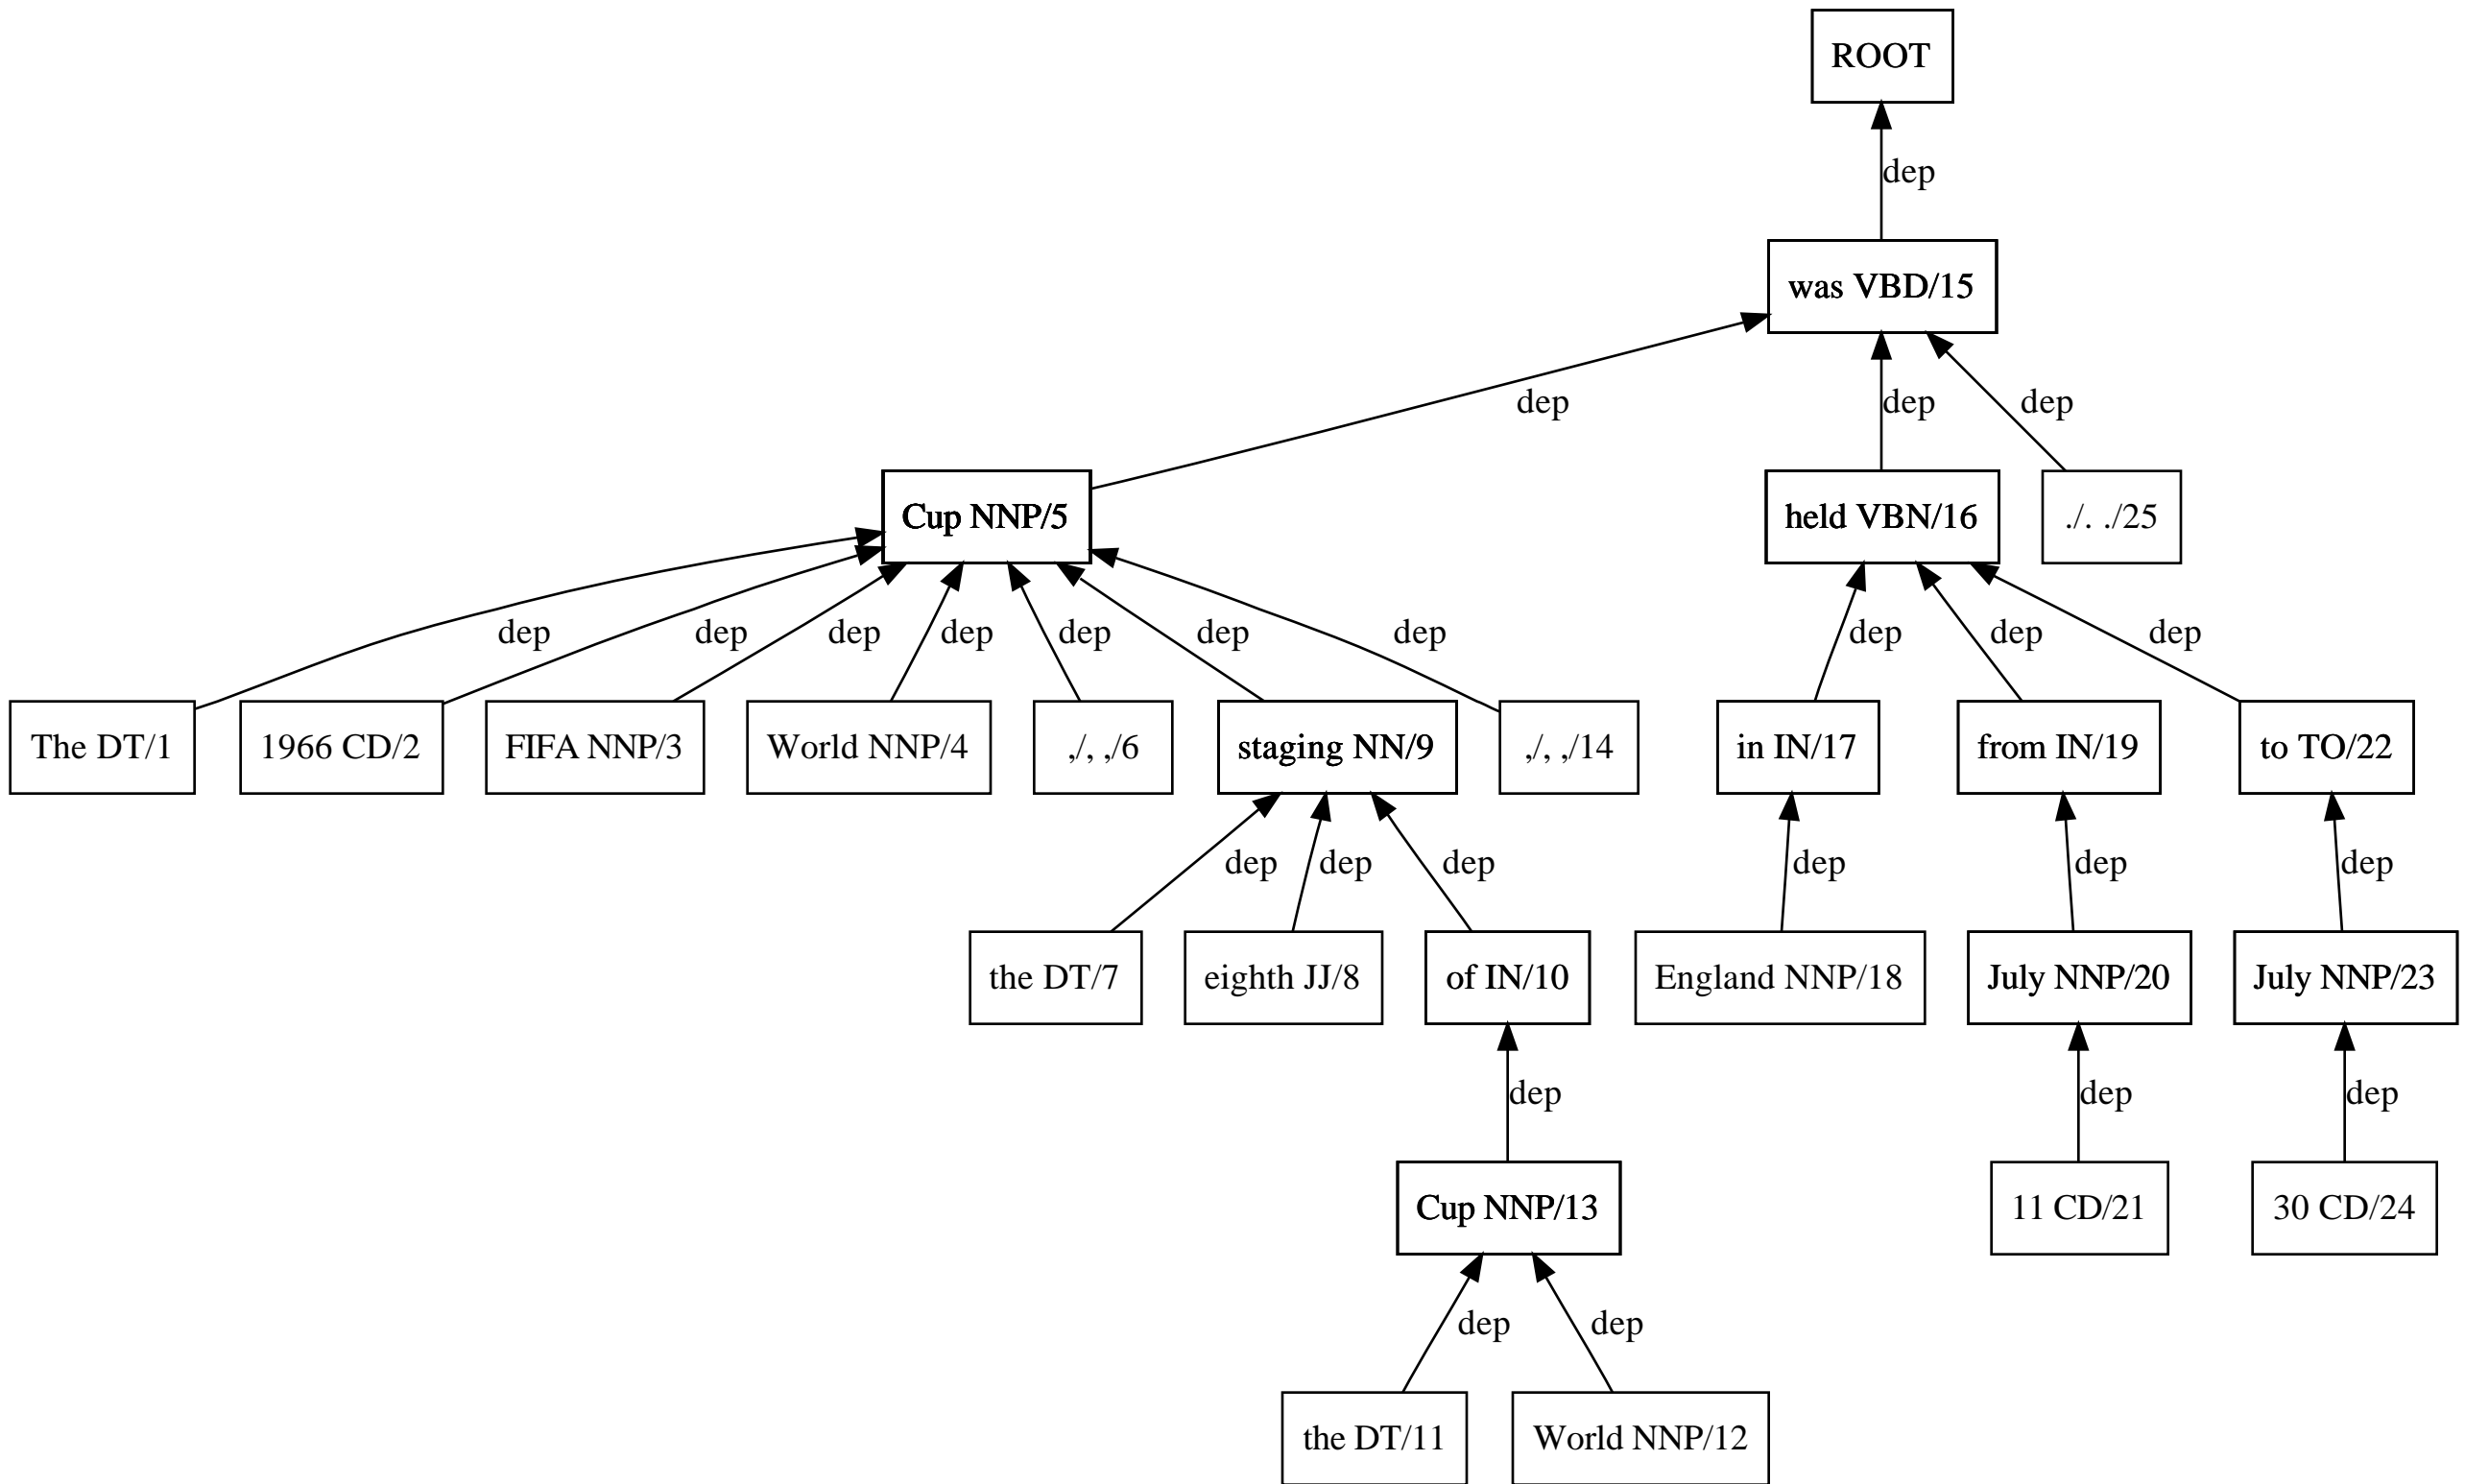 ROOT
dep
was VBD/15
dep dep dep
Cup NNP/5 held VBN/16 ./. ./25
dep dep dep dep dep dep dep dep dep dep
The DT/1 1966 CD/2 FIFA NNP/3 World NNP/4 ,/, ,/6 staging NN/9 ,/, ,/14 in IN/17 from IN/19 to TO/22
dep dep dep dep dep dep
the DT/7 eighth JJ/8 of IN/10 England NNP/18 July NNP/20 July NNP/23
dep dep dep
Cup NNP/13 11 CD/21 30 CD/24
dep dep
the DT/11 World NNP/12